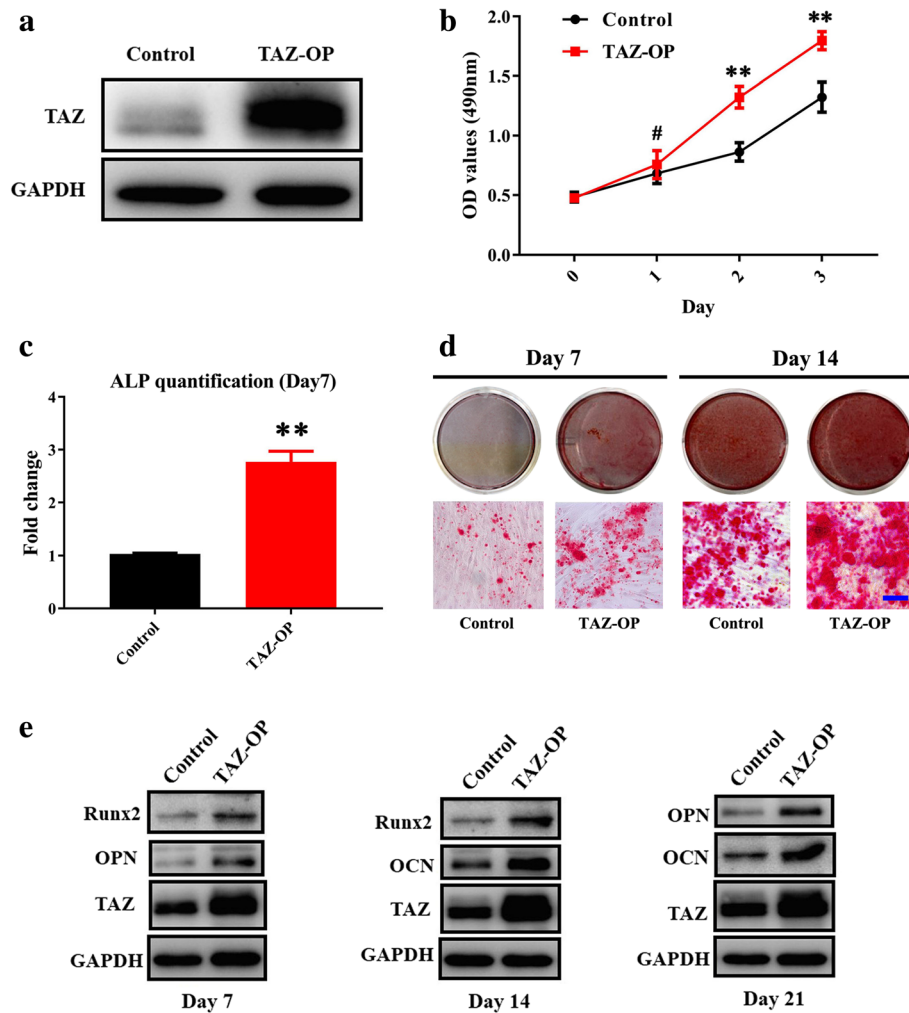 a
Control TAZ-OP
TAZ
GAPDH
b
Control
TAZ-OP
OD values (490nm)
2.0
1.5
1.0
0.5
0.0
#
**
**
0 1 2 3
Day
c
ALP quantification (Day7)
Fold change
4
3
2
1
0
**
Control
TAZ-OP
d
Day 7 Day 14
Control TAZ-OP Control TAZ-OP
e
Control TAZ-OP
Runx2
OPN
TAZ
GAPDH
Day 7
Control TAZ-OP
Runx2
OCN
TAZ
GAPDH
Day 14
Control TAZ-OP
OPN
OCN
TAZ
GAPDH
Day 21